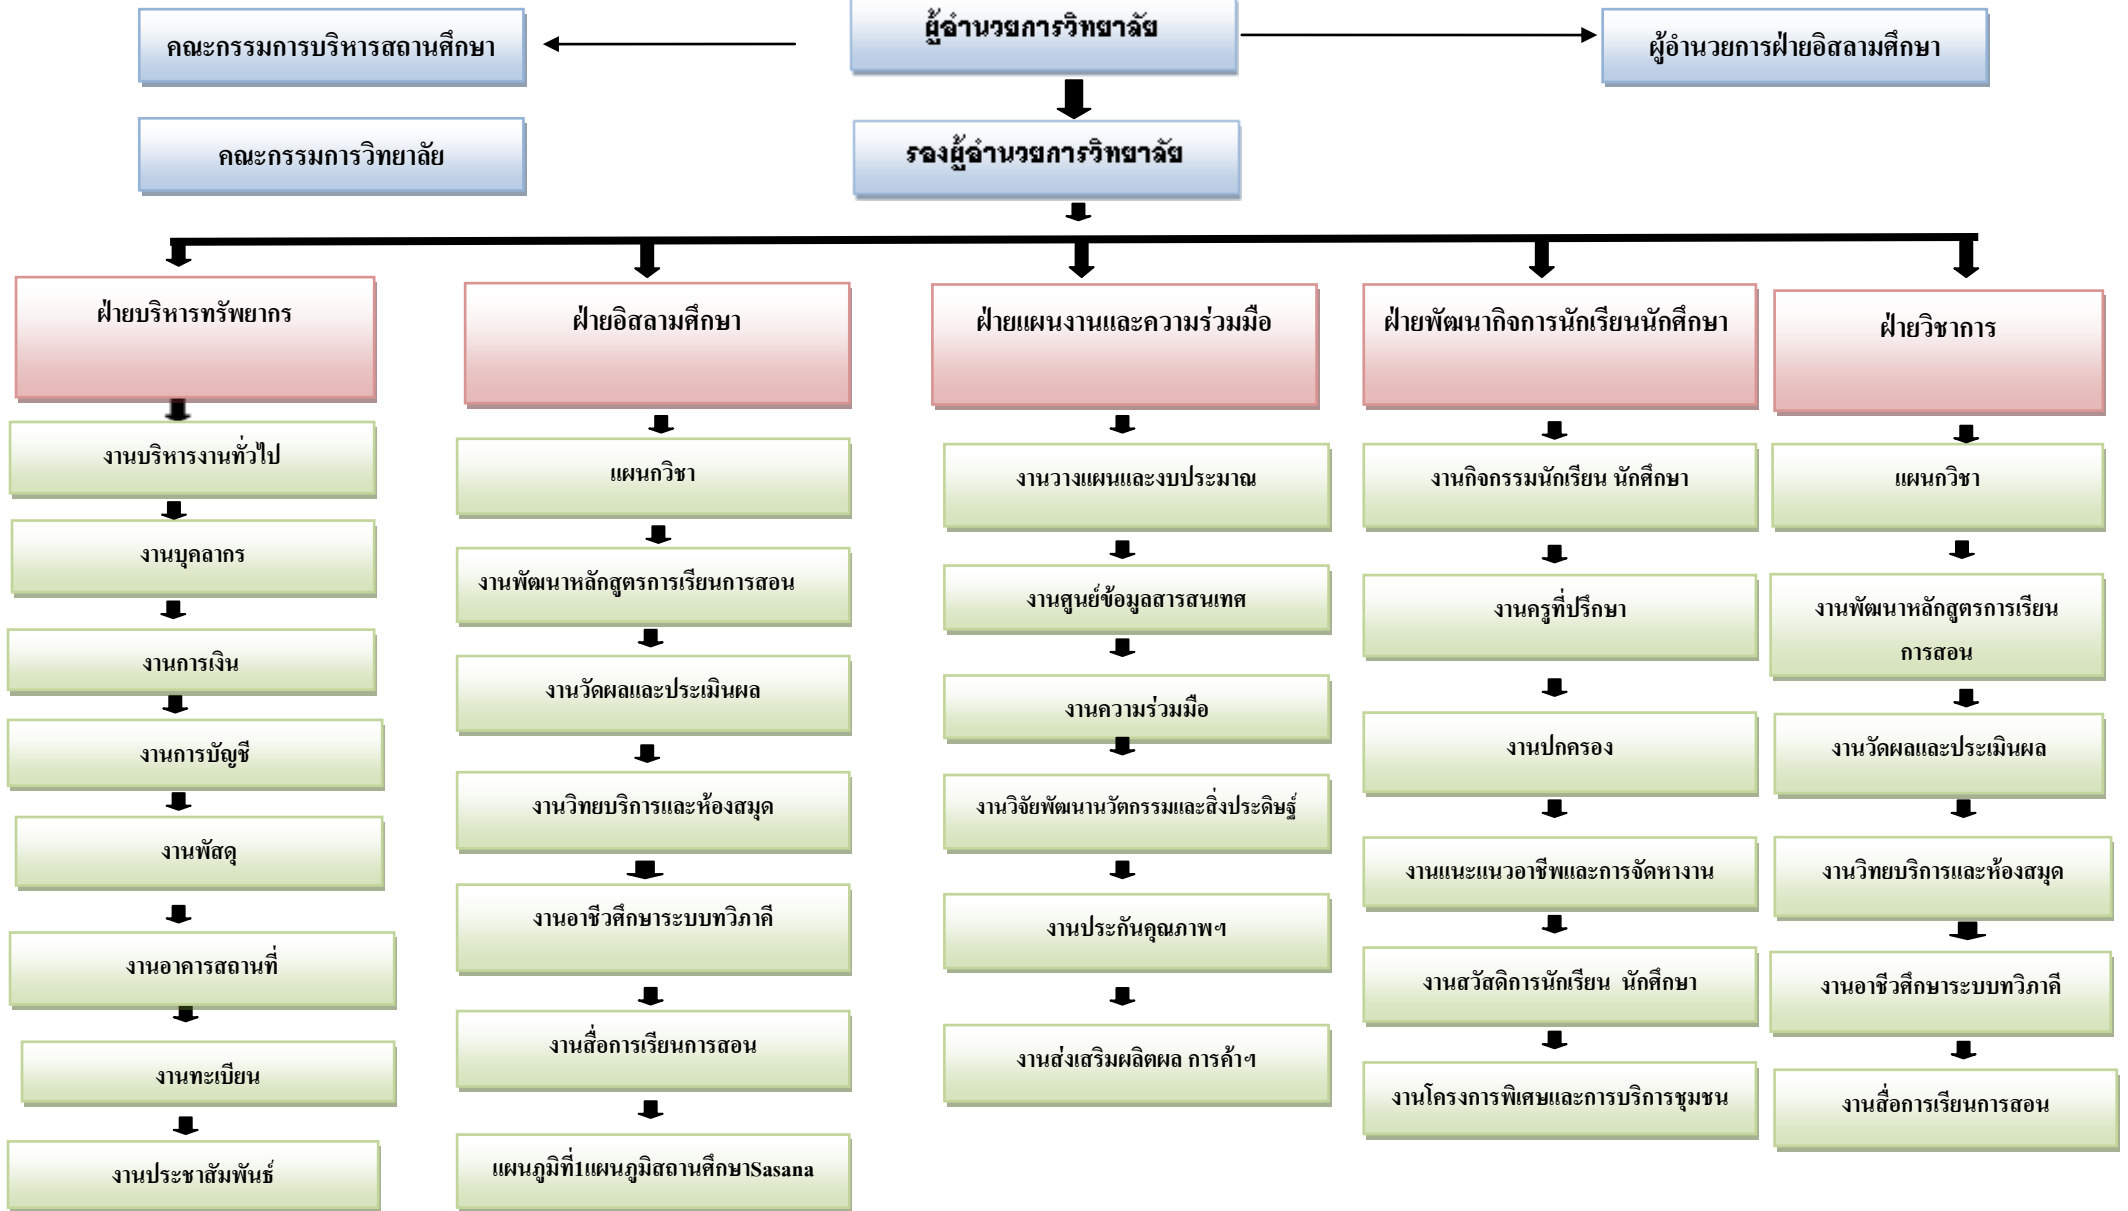 คณะกรรมการบริหารสถานศึกษา
ผู้อำนวยการวิทยาลัย
ผู้อำนวยการฝ่ายอิสลามศึกษา
คณะกรรมการวิทยาลัย
รองผู้อำนวยการวิทยาลัย
ฝ่ายบริหารทรัพยากร
งานบริหารงานทั่วไป
งานบุคลากร
งานการเงิน
งานการบัญชี
งานพัสดุ
งานอาคารสถานที่
งานทะเบียน
งานประชาสัมพันธ์
ฝ่ายอิสลามศึกษา
แผนกวิชา
งานพัฒนาหลักสูตรการเรียนการสอน
งานวัดผลและประเมินผล
งานวิทยบริการและห้องสมุด
งานอาชีวศึกษาระบบทวิภาคี
งานสื่อการเรียนการสอน
แผนภูมิที่1แผนภูมิสถานศึกษาSasana
ฝ่ายแผนงานและความร่วมมือ
งานวางแผนและงบประมาณ
งานศูนย์ข้อมูลสารสนเทศ
งานความร่วมมือ
งานวิจัยพัฒนานวัตกรรมและสิ่งประดิษฐ์
งานประกันคุณภาพฯ
งานส่งเสริมผลิตผล การค้าฯ
ฝ่ายพัฒนากิจการนักเรียนนักศึกษา
งานกิจกรรมนักเรียน นักศึกษา
งานครูที่ปรึกษา
งานปกครอง
งานแนะแนวอาชีพและการจัดหางาน
งานสวัสดิการนักเรียน  นักศึกษา
งานโครงการพิเศษและการบริการชุมชน
ฝ่ายวิชาการ
แผนกวิชา
งานพัฒนาหลักสูตรการเรียน
การสอน
งานวัดผลและประเมินผล
งานวิทยบริการและห้องสมุด
งานอาชีวศึกษาระบบทวิภาคี
งานสื่อการเรียนการสอน